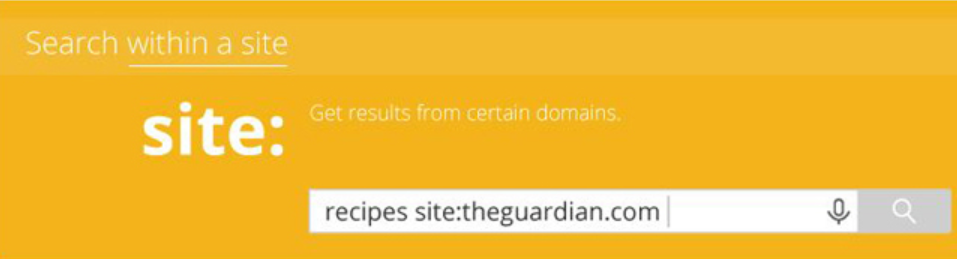 Search within a site
site:
Get results from certain domains.
recipes site:theguardian.com